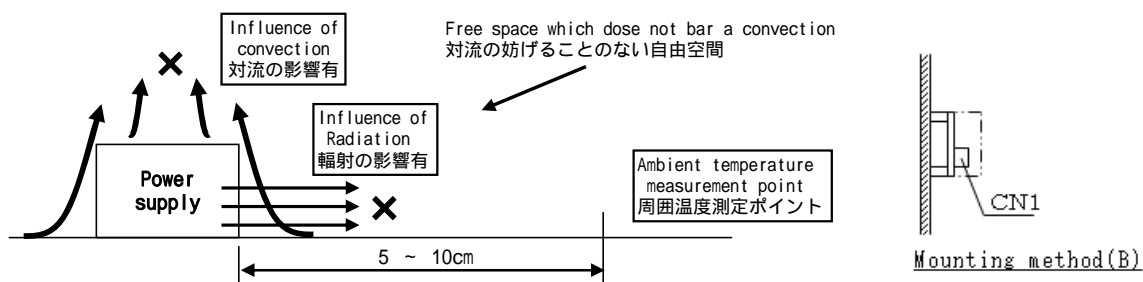 Influence of
convection
対流の影響有
Free space which dose not bar a convection
対流の妨げることのない自由空間
Influence of
Radiation
輻射の影響有
Power
supply
Ambient temperature
measurement point
周囲温度測定ポイント
5 ~ 10cm
CN1
Mounting method(B)